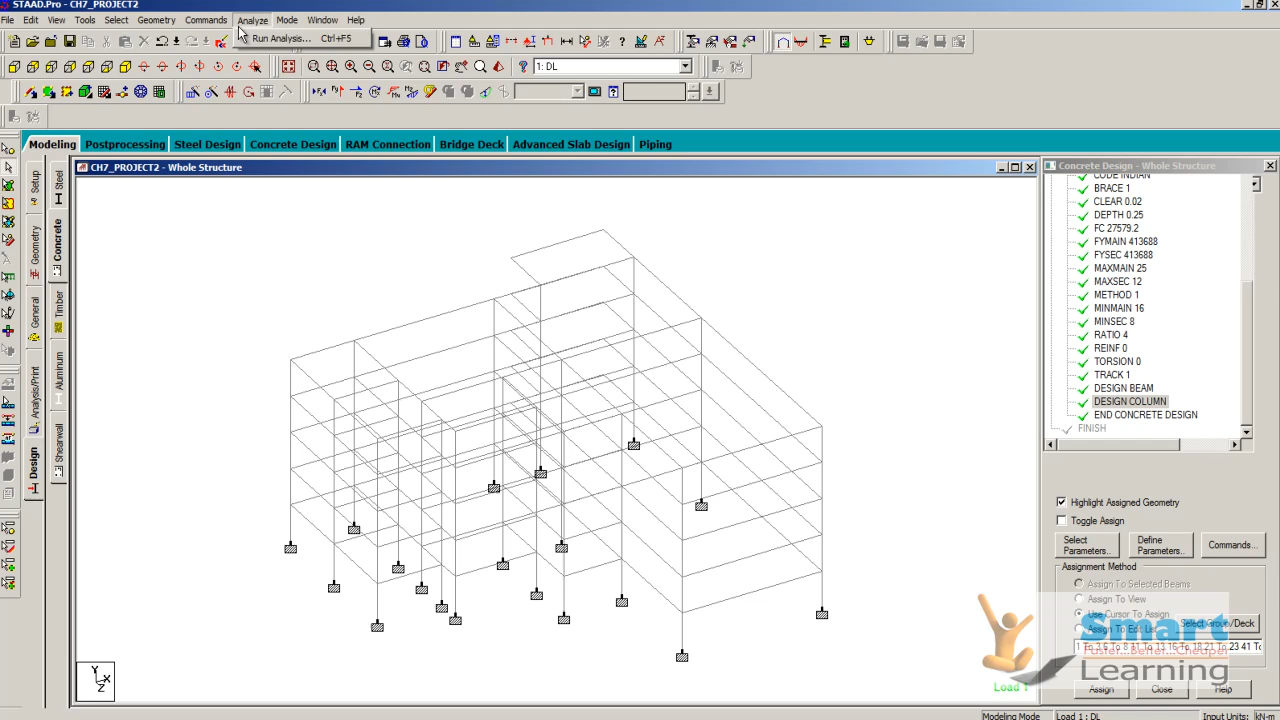 STAAD.Pro - CH7_PROJECT2
File Edit View Tools Select Geometry Commands Analyze Mode Window Help
Run Analysis... Ctrl+F5
1: DL
Modeling Postprocessing Steel Design Concrete Design RAM Connection Bridge Deck Advanced Slab Design Piping
Setup
Geometry
General
Analysis/Print
Design
Steel
Concrete
Timber
Aluminum
Shearwall
CH7_PROJECT2 - Whole Structure
Y
X
Z
Load 1
Concrete Design - Whole Structure
CODE INDIAN
BRACE 1
CLEAR 0.02
DEPTH 0.25
FC 27579.2
FYMAIN 413688
FYSEC 413688
MAXMAIN 25
MAXSEC 12
METHOD 1
MINMAIN 16
MINSEC 8
RATIO 4
REINF 0
TORSION 0
TRACK 1
DESIGN BEAM
DESIGN COLUMN
END CONCRETE DESIGN
FINISH
Highlight Assigned Geometry
Toggle Assign
Select Parameters..
Define Parameters..
Commands...
Assignment Method
Assign To Selected Beams
Assign To View
Use Cursor To Assign
Select Group/Deck
Smart
Faster...Better...Cheaper
Learning
Assign Close Help
Modeling Mode Load 1 : DL Input Units: kN-m